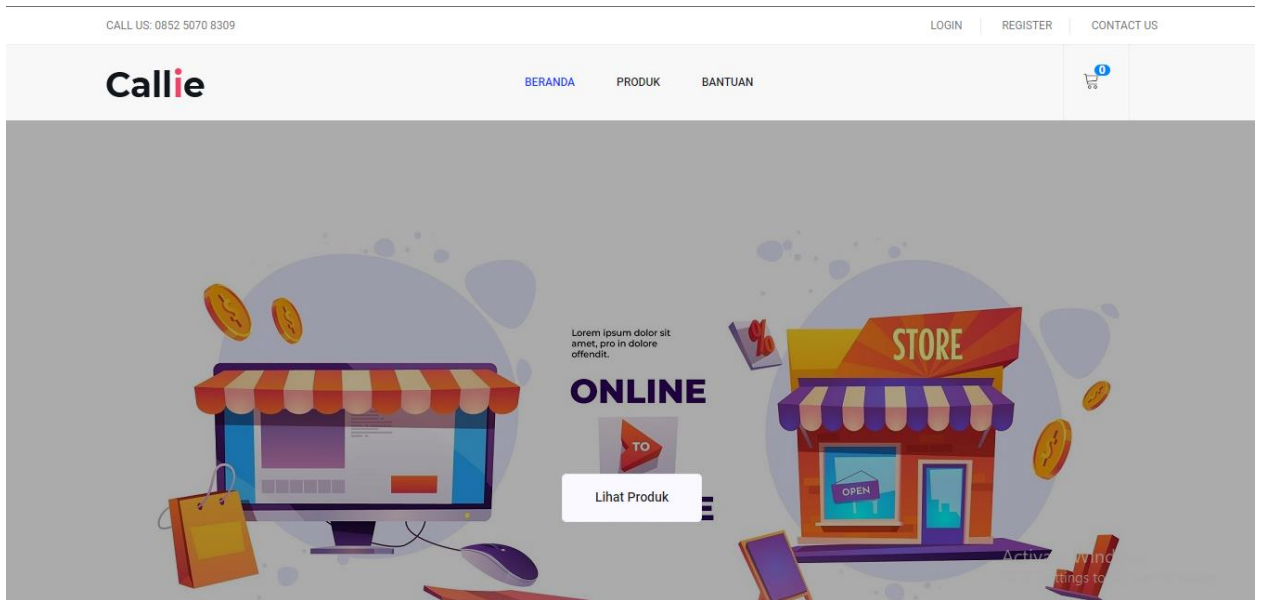 CALL US: 0852 5070 8309
LOGIN
REGISTER
CONTACT US
Callie
BERANDA
PRODUK
BANTUAN
0
Lorem ipsum dolor sit
amet, pro in dolore
offendit.
ONLINE
TO
Lihat Produk
E
%
STORE
OPEN